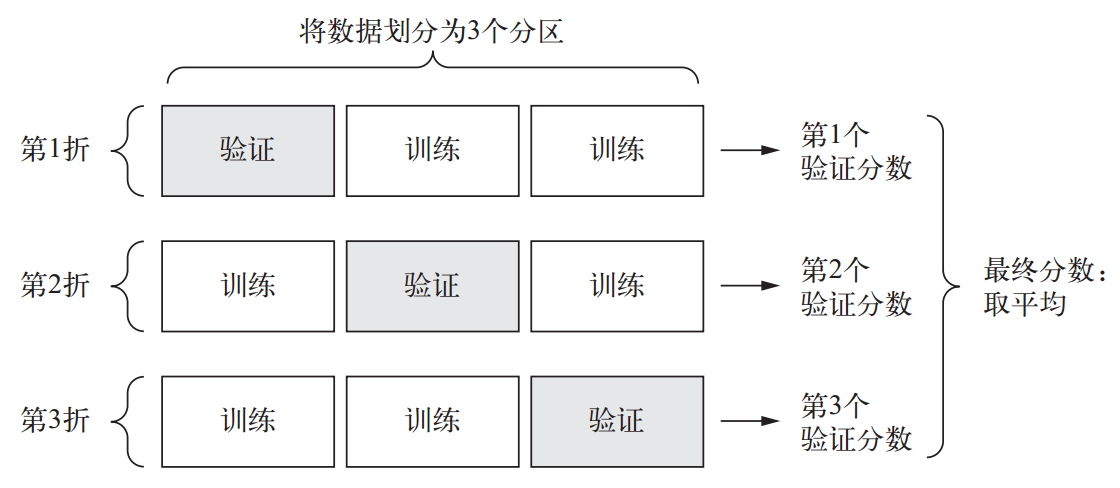 将数据划分为3个分区
第1折
验证
训练
训练
第1个
验证分数
第2折
训练
验证
训练
第2个
验证分数
最终分数：
取平均
第3折
训练
训练
验证
第3个
验证分数